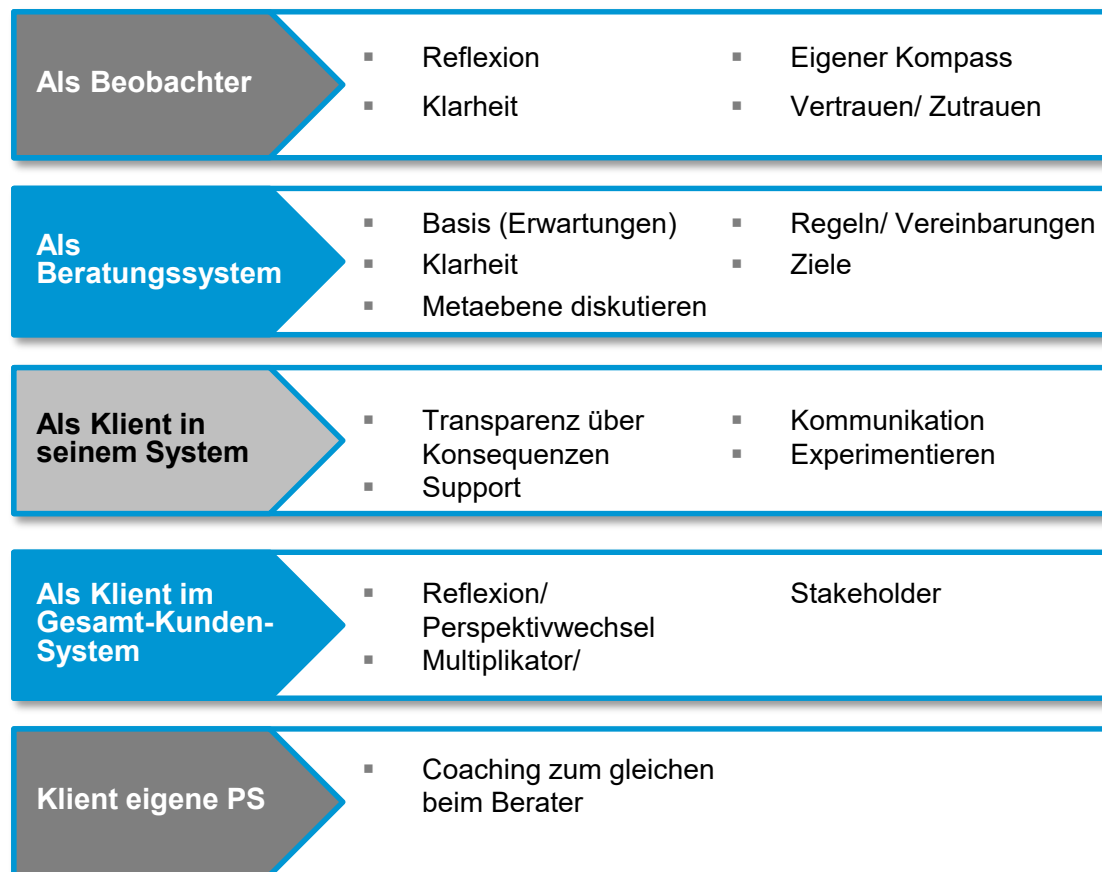 Als Beobachter
▪ Reflexion
▪ Klarheit
▪ Eigener Kompass
▪ Vertrauen/ Zutrauen
Als
Beratungssystem
▪ Basis (Erwartungen)
▪ Klarheit
▪ Metaebene diskutieren
▪ Regeln/ Vereinbarungen
▪ Ziele
Als Klient in
seinem System
▪ Transparenz über
Konsequenzen
▪ Support
▪ Kommunikation
▪ Experimentieren
Als Klient im
Gesamt-Kunden-
System
▪ Reflexion/
Perspektivwechsel
▪ Multiplikator/
Stakeholder
Klient eigene PS
▪ Coaching zum gleichen
beim Berater